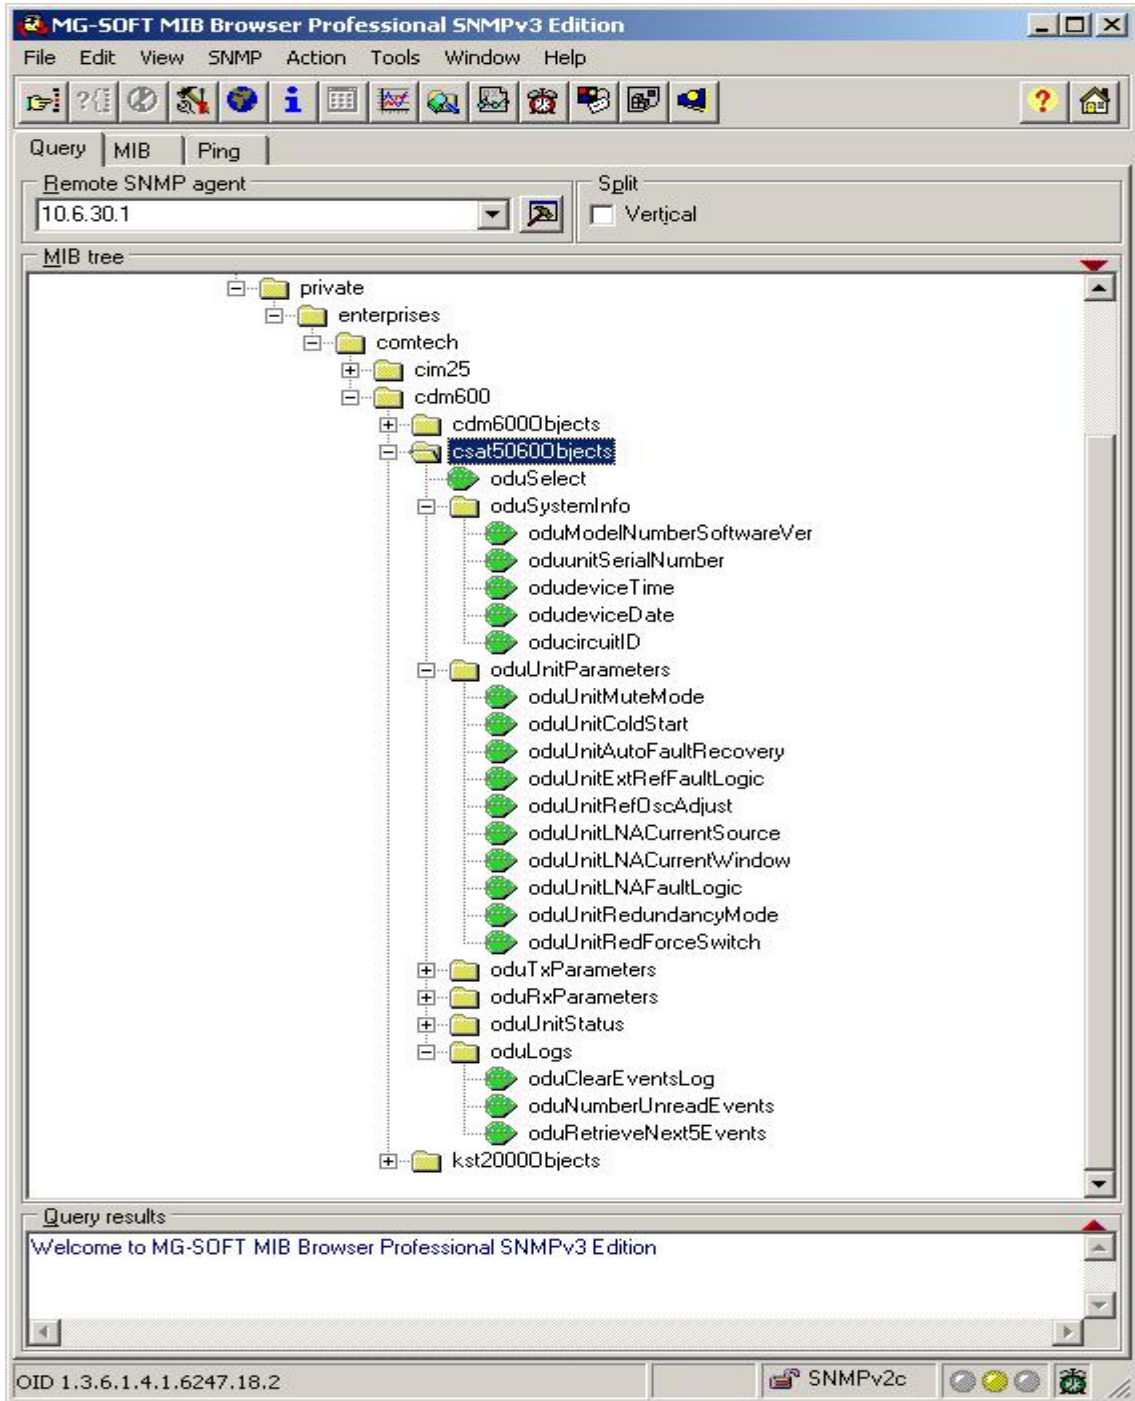 MG-SOFT MIB Browser Professional SNMPv3 Edition
File Edit View SNMP Action Tools Window Help
Query MIB Ping
Remote SNMP agent
Split
10.6.30.1
Vertical
MIB tree
private
enterprises
comtech
cim25
cdm600
cdm600Objects
csat5060Objects
oduSelect
oduSystemInfo
oduModelNumberSoftwareVer
oduunitSerialNumber
odudeviceTime
odudeviceDate
oducircuitID
oduUnitParameters
oduUnitMuteMode
oduUnitColdStart
oduUnitAutoFaultRecovery
oduUnitExtRefFaultLogic
oduUnitRefOscAdjust
oduUnitLNACurrentSource
oduUnitLNACurrentWindow
oduUnitLNAFaultLogic
oduUnitRedundancyMode
oduUnitRedForceSwitch
oduTxParameters
oduRxParameters
oduUnitStatus
oduLogs
oduClearEventsLog
oduNumberUnreadEvents
oduRetrieveNext5Events
kst2000Objects
Query results
Welcome to MG-SOFT MIB Browser Professional SNMPv3 Edition
OID 1.3.6.1.4.1.6247.18.2
SNMPv2c